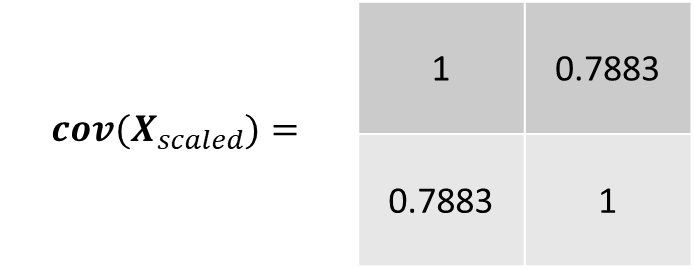 1 0.7883
cov(X_scaled) =
0.7883 1